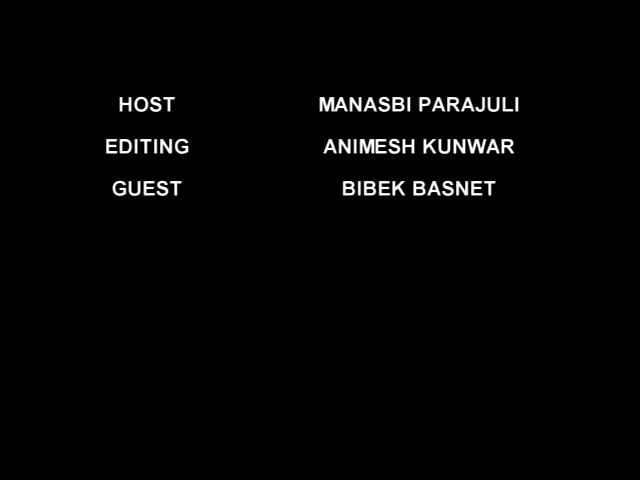 HOST MANASBI PARAJULI
EDITING ANIMESH KUNWAR
GUEST BIBEK BASNET